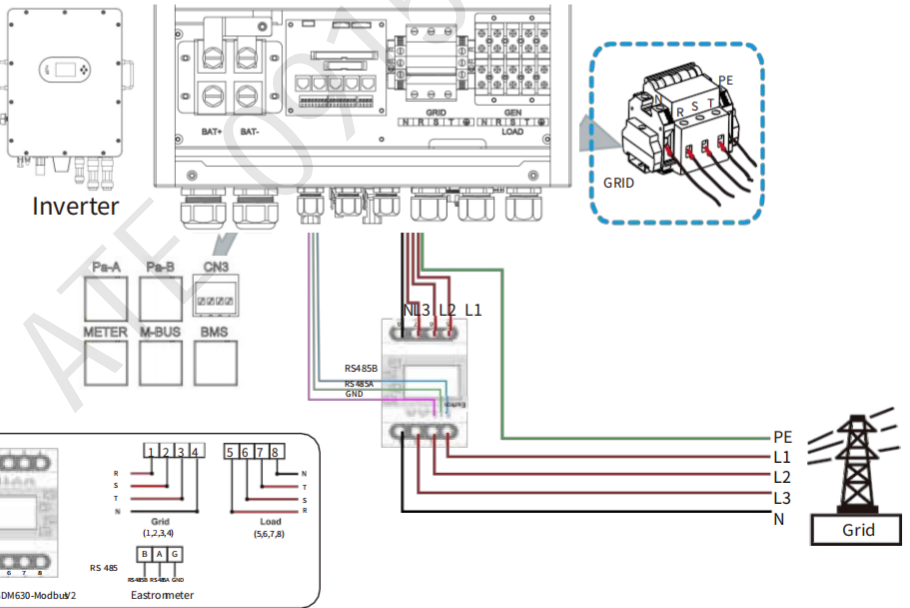 BAT+ BAT-
GRID
N R S T
GEN
N R S T
LOAD
PE
R S T
GRID
Inverter
Pa-A Pa-B CN3
METER M-BUS BMS
N L3 L2 L1
RS485B
RS485A
GND
Eastron
PE
L1
L2
L3
N
Grid
1 2 3 4
R
S
T
N
Grid
(1,2,3,4)
5 6 7 8
N
T
S
R
Load
(5,6,7,8)
RS 485
B A G
RS485B RS485A GND
Eastron meter
6 7 8
DM630-Modbus V2